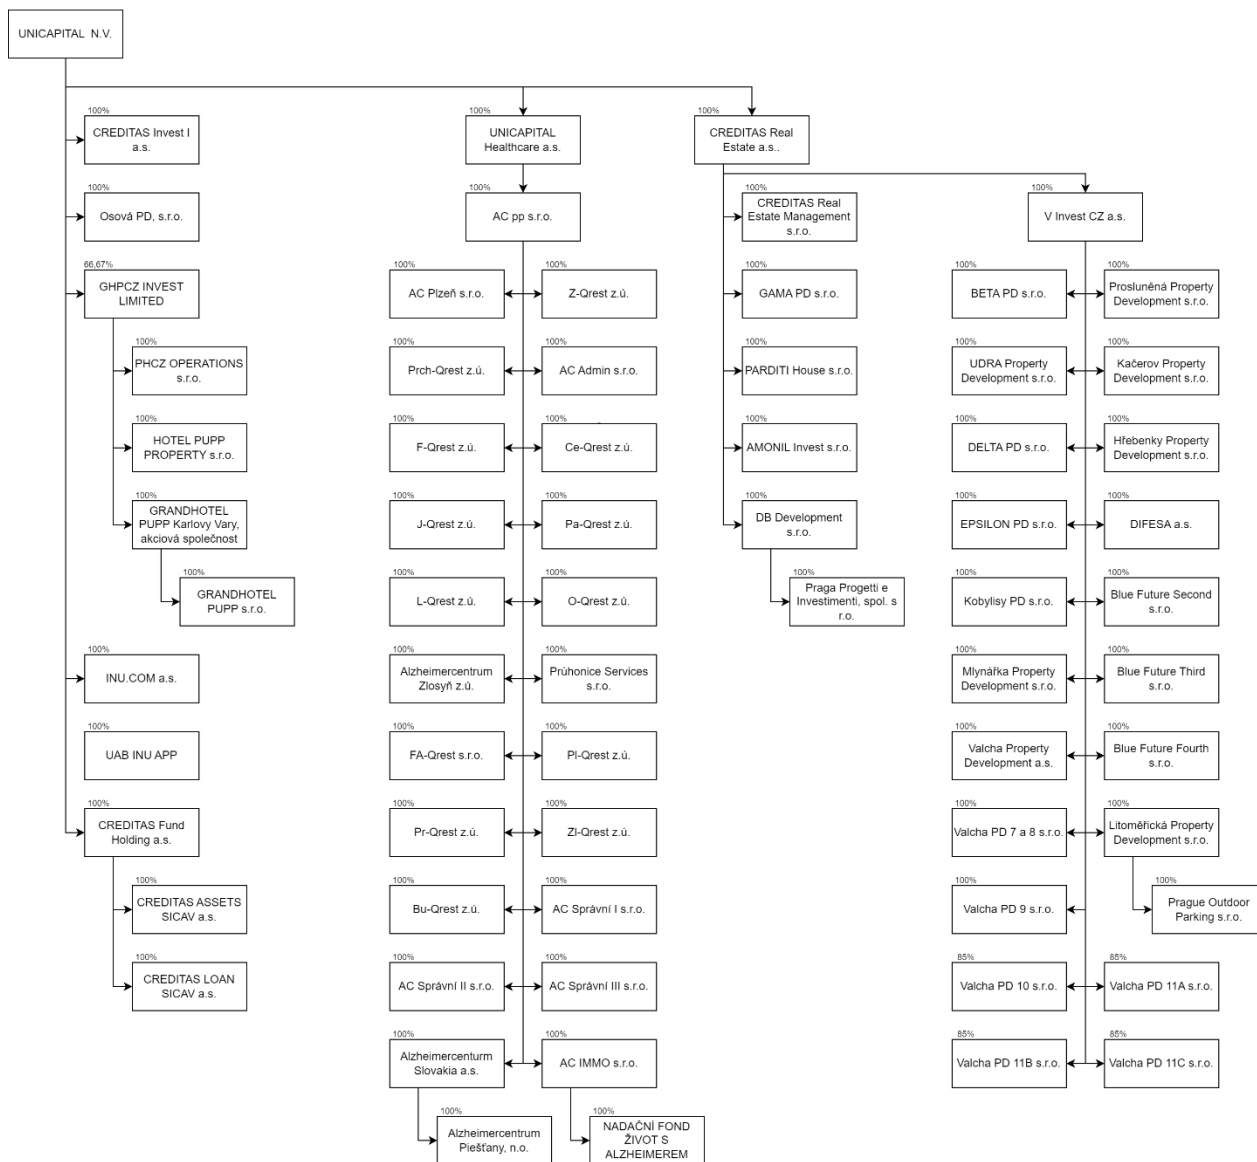 UNICAPITAL N.V.
100%
CREDITAS Invest I
a.s.
100%
Osová PD, s.r.o.
66,67%
GHPCZ INVEST
LIMITED
100%
PHCZ OPERATIONS
s.r.o.
100%
HOTEL PUPP
PROPERTY s.r.o.
100%
GRANDHOTEL
PUPP Karlovy Vary,
akciová společnost
100%
GRANDHOTEL
PUPP s.r.o.
100%
INU.COM a.s.
100%
UAB INU APP
100%
CREDITAS Fund
Holding a.s.
100%
CREDITAS ASSETS
SICAV a.s.
100%
CREDITAS LOAN
SICAV a.s.
100%
UNICAPITAL
Healthcare a.s.
100%
AC pp s.r.o.
100%
AC Plzeň s.r.o.
100%
Z-Qrest z.ú.
100%
Prch-Qrest z.ú.
100%
AC Admin s.r.o.
100%
F-Qrest z.ú.
100%
Ce-Qrest z.ú.
100%
J-Qrest z.ú.
100%
Pa-Qrest z.ú.
100%
L-Qrest z.ú.
100%
O-Qrest z.ú.
100%
Alzheimercentrum
Zlosyň z.ú.
100%
Průhonice Services
s.r.o.
100%
FA-Qrest s.r.o.
100%
Pl-Qrest z.ú.
100%
Pr-Qrest z.ú.
100%
Zl-Qrest z.ú.
100%
Bu-Qrest z.ú.
100%
AC Správní I s.r.o.
100%
AC Správní II s.r.o.
100%
AC Správní III s.r.o.
100%
Alzheimercenturm
Slovakia a.s.
100%
AC IMMO s.r.o.
100%
Alzheimercentrum
Piešťany, n.o.
100%
NADAČNÍ FOND
ŽIVOT S
ALZHEIMEREM
100%
CREDITAS Real
Estate a.s..
100%
CREDITAS Real
Estate Management
s.r.o.
100%
GAMA PD s.r.o.
100%
PARDITI House s.r.o.
100%
AMONIL Invest s.r.o.
100%
DB Development
s.r.o.
100%
Praga Progetti e
Investimenti, spol. s
r.o.
100%
V Invest CZ a.s.
100%
BETA PD s.r.o.
100%
Prosluněná Property
Development s.r.o.
100%
UDRA Property
Development s.r.o.
100%
Kačerov Property
Development s.r.o.
100%
DELTA PD s.r.o.
100%
Hřebenky Property
Development s.r.o.
100%
EPSILON PD s.r.o.
100%
DIFESA a.s.
100%
Kobylisy PD s.r.o.
100%
Blue Future Second
s.r.o.
100%
Mlynářka Property
Development s.r.o.
100%
Blue Future Third
s.r.o.
100%
Valcha Property
Development a.s.
100%
Blue Future Fourth
s.r.o.
100%
Valcha PD 7 a 8 s.r.o.
100%
Litoměřická Property
Development s.r.o.
100%
Valcha PD 9 s.r.o.
100%
Prague Outdoor
Parking s.r.o.
85%
Valcha PD 10 s.r.o.
85%
Valcha PD 11A s.r.o.
85%
Valcha PD 11B s.r.o.
85%
Valcha PD 11C s.r.o.